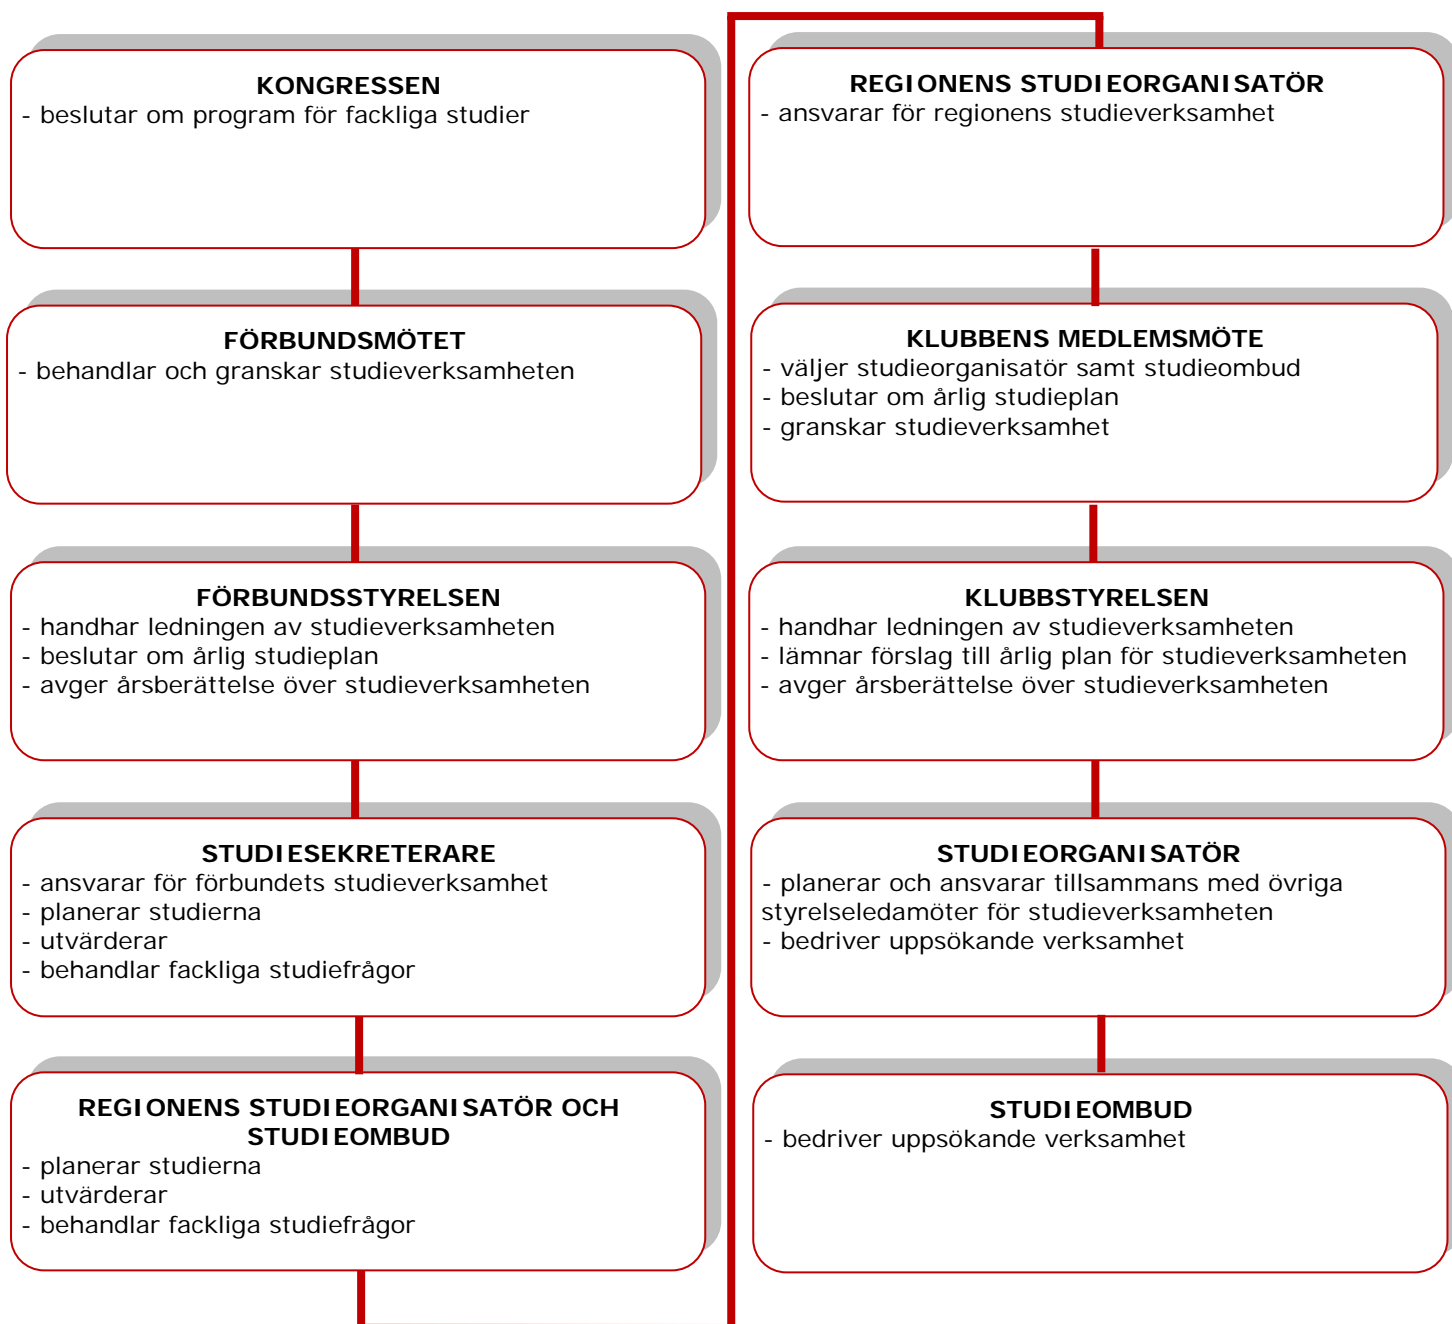 KONGRESSEN
- beslutar om program för fackliga studier
FÖRBUNDSMÖTET
- behandlar och granskar studieverksamheten
FÖRBUNDSSTYRELSEN
- handhar ledningen av studieverksamheten
- beslutar om årlig studieplan
- avger årsberättelse över studieverksamheten
STUDIESEKRETERARE
- ansvarar för förbundets studieverksamhet
- planerar studierna
- utvärderar
- behandlar fackliga studiefrågor
REGIONENS STUDIEORGANISATÖR OCH
STUDIEOMBUD
- planerar studierna
- utvärderar
- behandlar fackliga studiefrågor
REGIONENS STUDIEORGANISATÖR
- ansvarar för regionens studieverksamhet
KLUBBENS MEDLEMSMÖTE
- väljer studieorganisatör samt studieombud
- beslutar om årlig studieplan
- granskar studieverksamhet
KLUBBSTYRELSEN
- handhar ledningen av studieverksamheten
- lämnar förslag till årlig plan för studieverksamheten
- avger årsberättelse över studieverksamheten
STUDIEORGANISATÖR
- planerar och ansvarar tillsammans med övriga
styrelseledamöter för studieverksamheten
- bedriver uppsökande verksamhet
STUDIEOMBUD
- bedriver uppsökande verksamhet